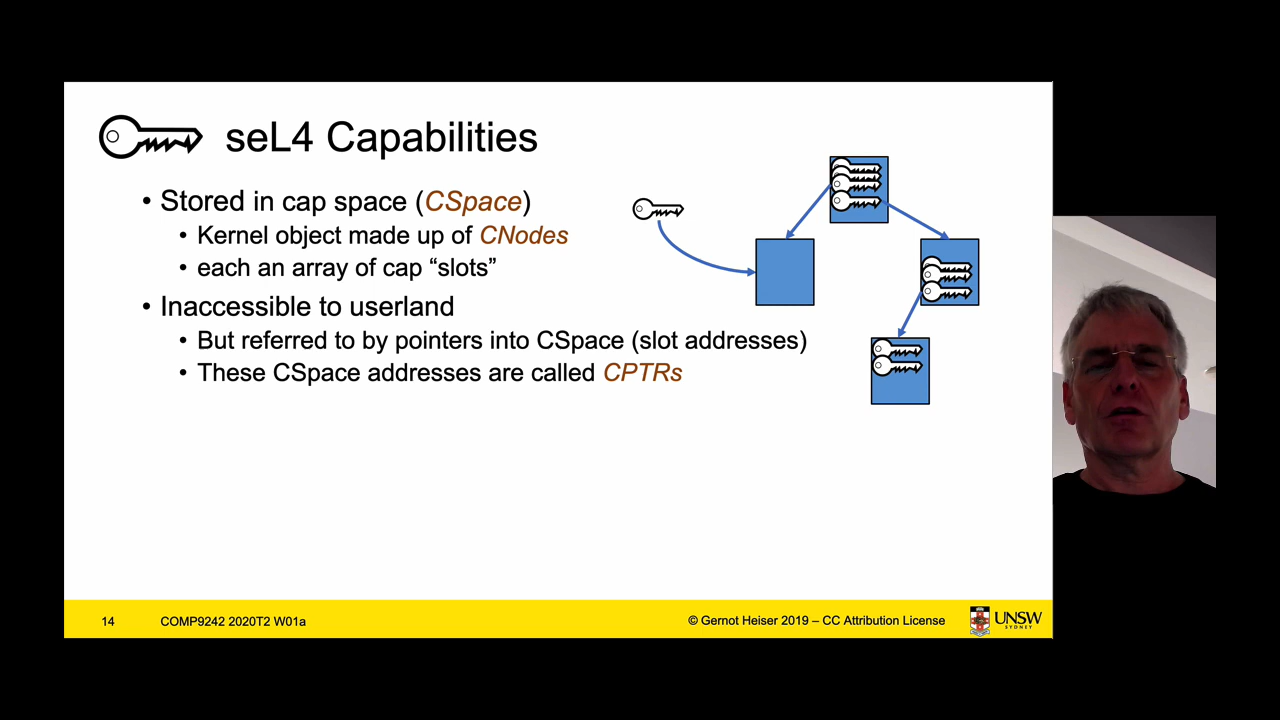 seL4 Capabilities
• Stored in cap space (CSpace)
• Kernel object made up of CNodes
• each an array of cap “slots”
• Inaccessible to userland
• But referred to by pointers into CSpace (slot addresses)
• These CSpace addresses are called CPTRs
14
COMP9242 2020T2 W01a
© Gernot Heiser 2019 – CC Attribution License
UNSW
SYDNEY